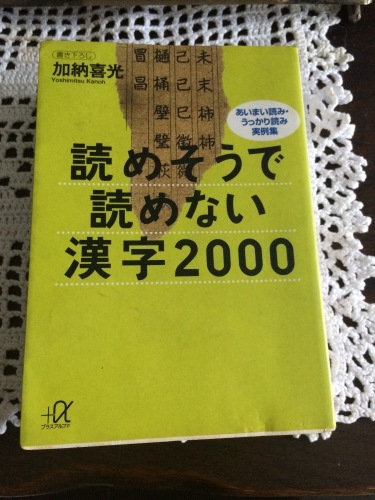 書き下ろし
加納喜光
Yoshimitsu Kanoh
未末柿杮
己已巳
樋桶壁璧
冒昌
あいまい読み・
うっかり読み
実例集
読めそうで
読めない
漢字2000
+α
プラスアルファ